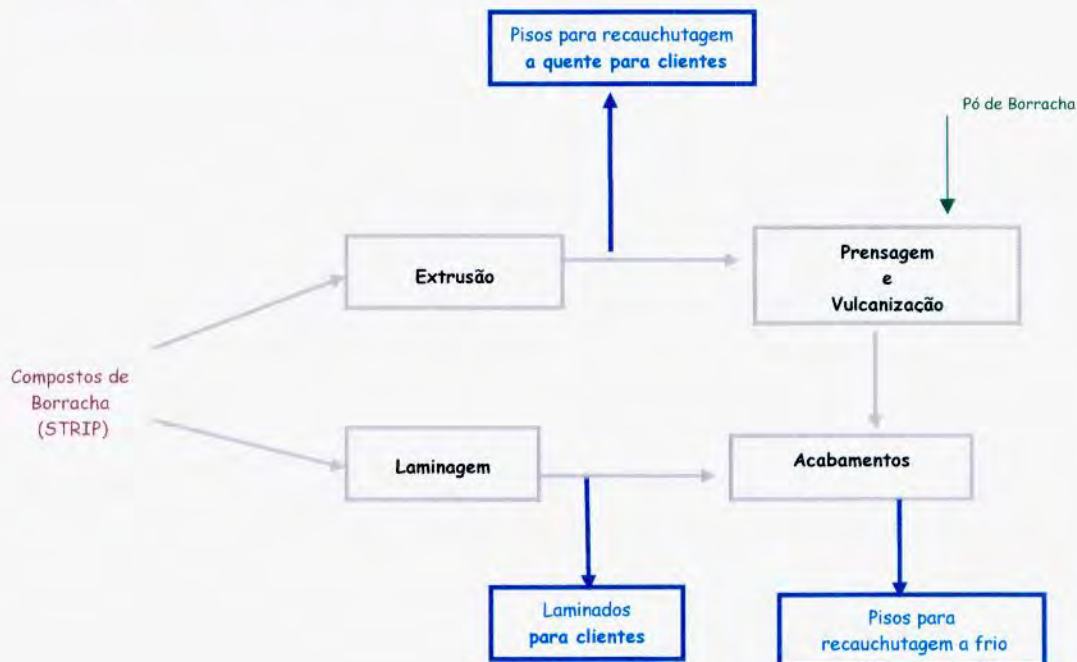 Pisos para recauchutagem
a quente para clientes
Pó de Borracha
Extrusão
Prensagem
e
Vulcanização
Compostos de
Borracha
(STRIP)
Laminagem
Acabamentos
Laminados
para clientes
Pisos para
recauchutagem a frio